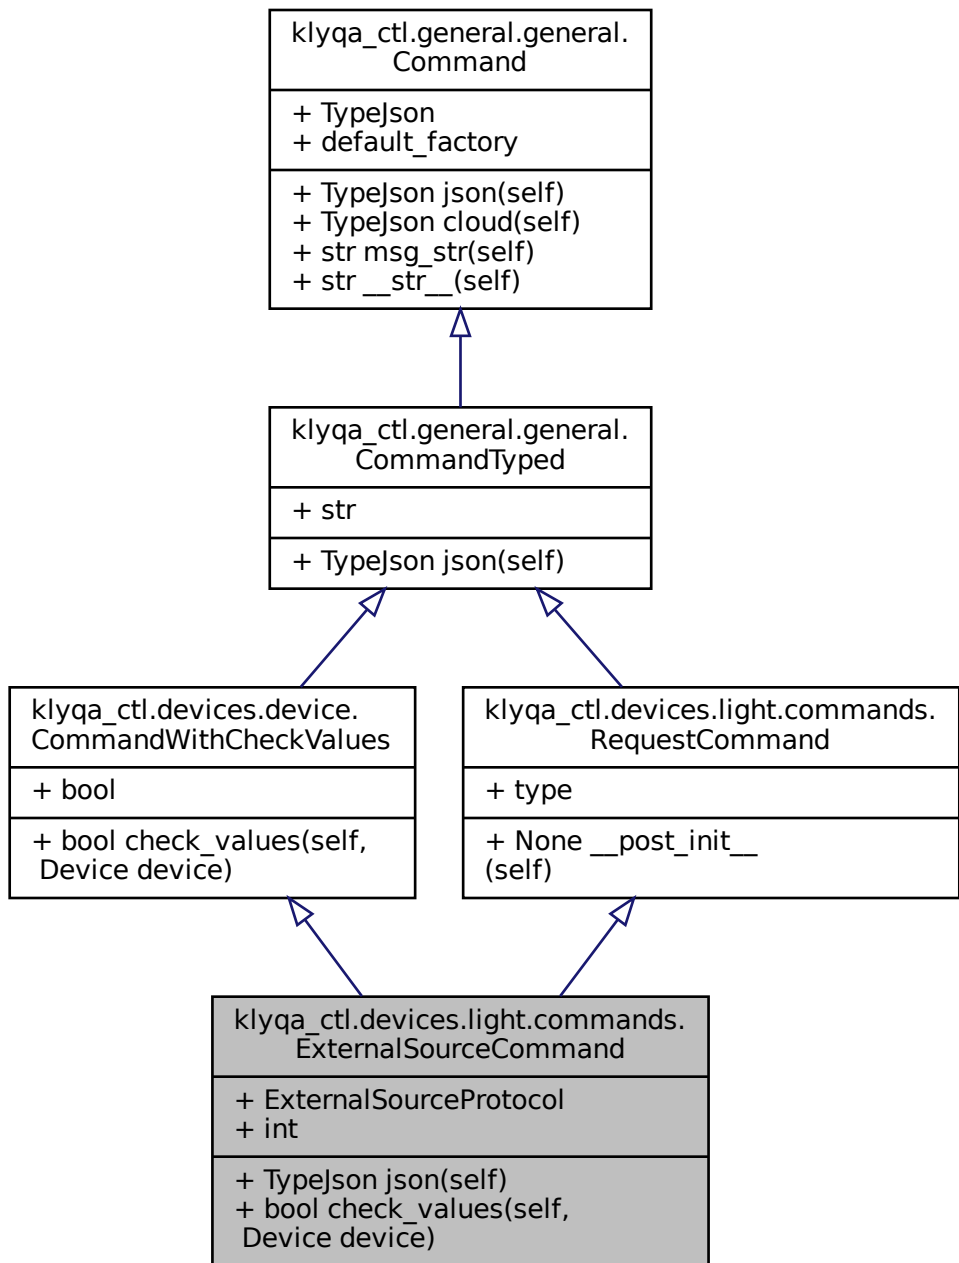 klyqa_ctl.general.general.
Command
+ TypeJson
+ default_factory
+ TypeJson json(self)
+ TypeJson cloud(self)
+ str msg_str(self)
+ str __str__(self)
klyqa_ctl.general.general.
CommandTyped
+ str
+ TypeJson json(self)
klyqa_ctl.devices.device.
CommandWithCheckValues
+ bool
+ bool check_values(self,
Device device)
klyqa_ctl.devices.light.commands.
RequestCommand
+ type
+ None __post_init__
(self)
klyqa_ctl.devices.light.commands.
ExternalSourceCommand
+ ExternalSourceProtocol
+ int
+ TypeJson json(self)
+ bool check_values(self,
Device device)